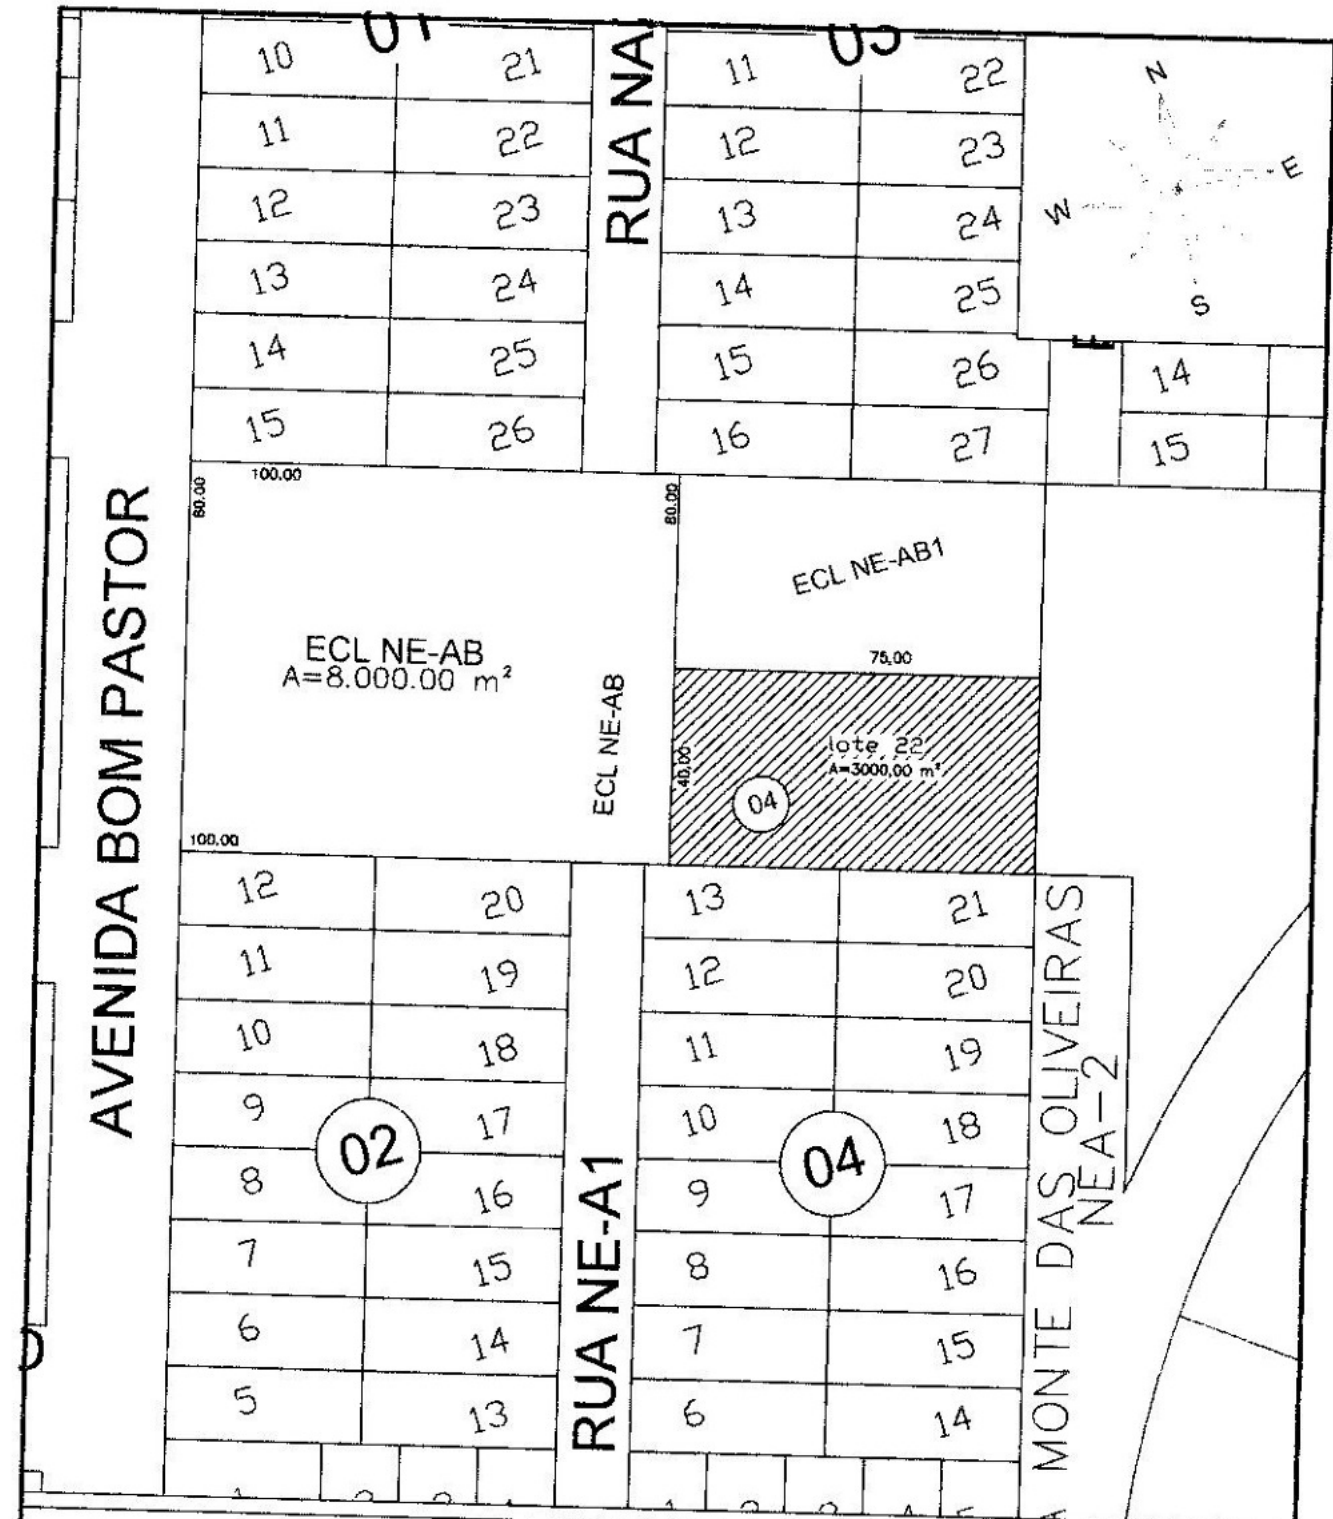 01
03
10 21
11 22
12 23
13 24
14 25
15 26
RUA NA
11 22
12 23
13 24
14 25
15 26
16 27
N
E
W
S
14
15
AVENIDA BOM PASTOR
100.00
80.00
80.00
ECL NE-AB
A=8.000.00 m²
ECL NE-AB
100.00
ECL NE-AB1
75,00
40,00
lote 22
A=3000,00 m²
04
12 20
11 19
10 18
9 17
02
8 16
7 15
6 14
5 13
RUA NE-A1
13 21
12 20
11 19
10 18
04
9 17
8 16
7 15
6 14
MONTE DAS OLIVEIRAS
NEA-2